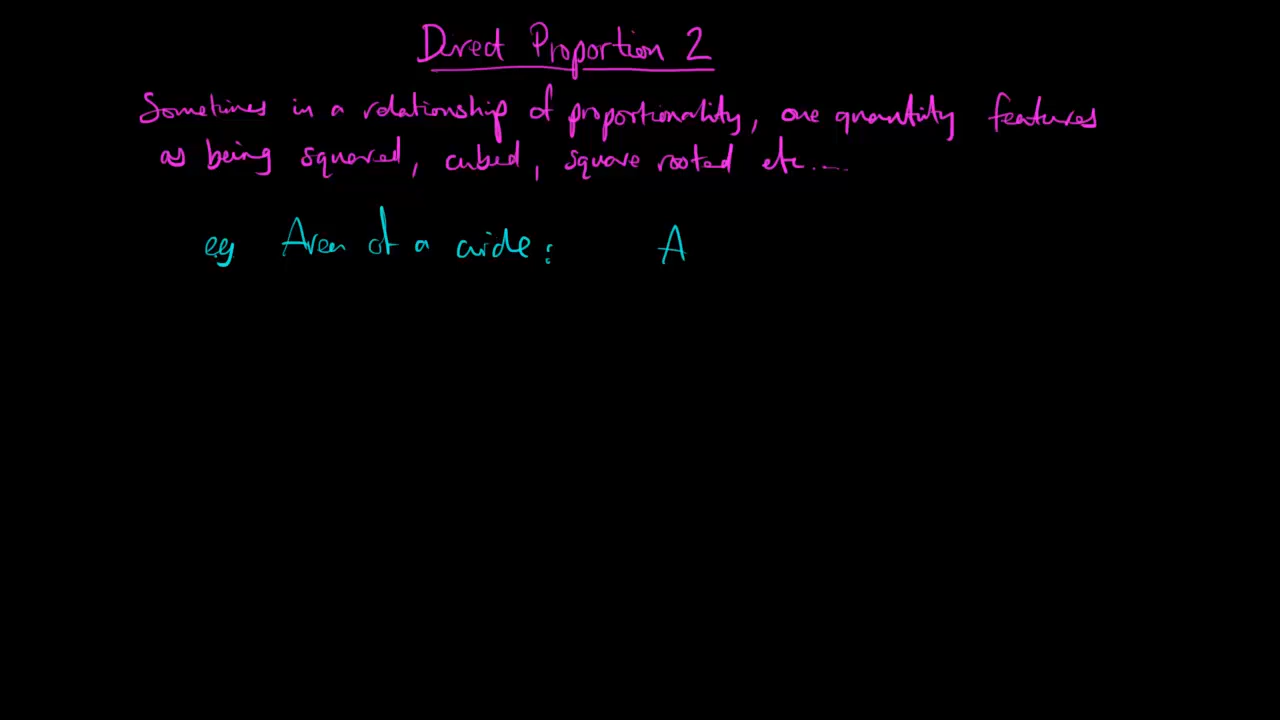 Direct Proportion 2
Sometimes in a relationship of proportionality, one quantity features
as being squared, cubed, square rooted etc....
eg Area of a circle: A